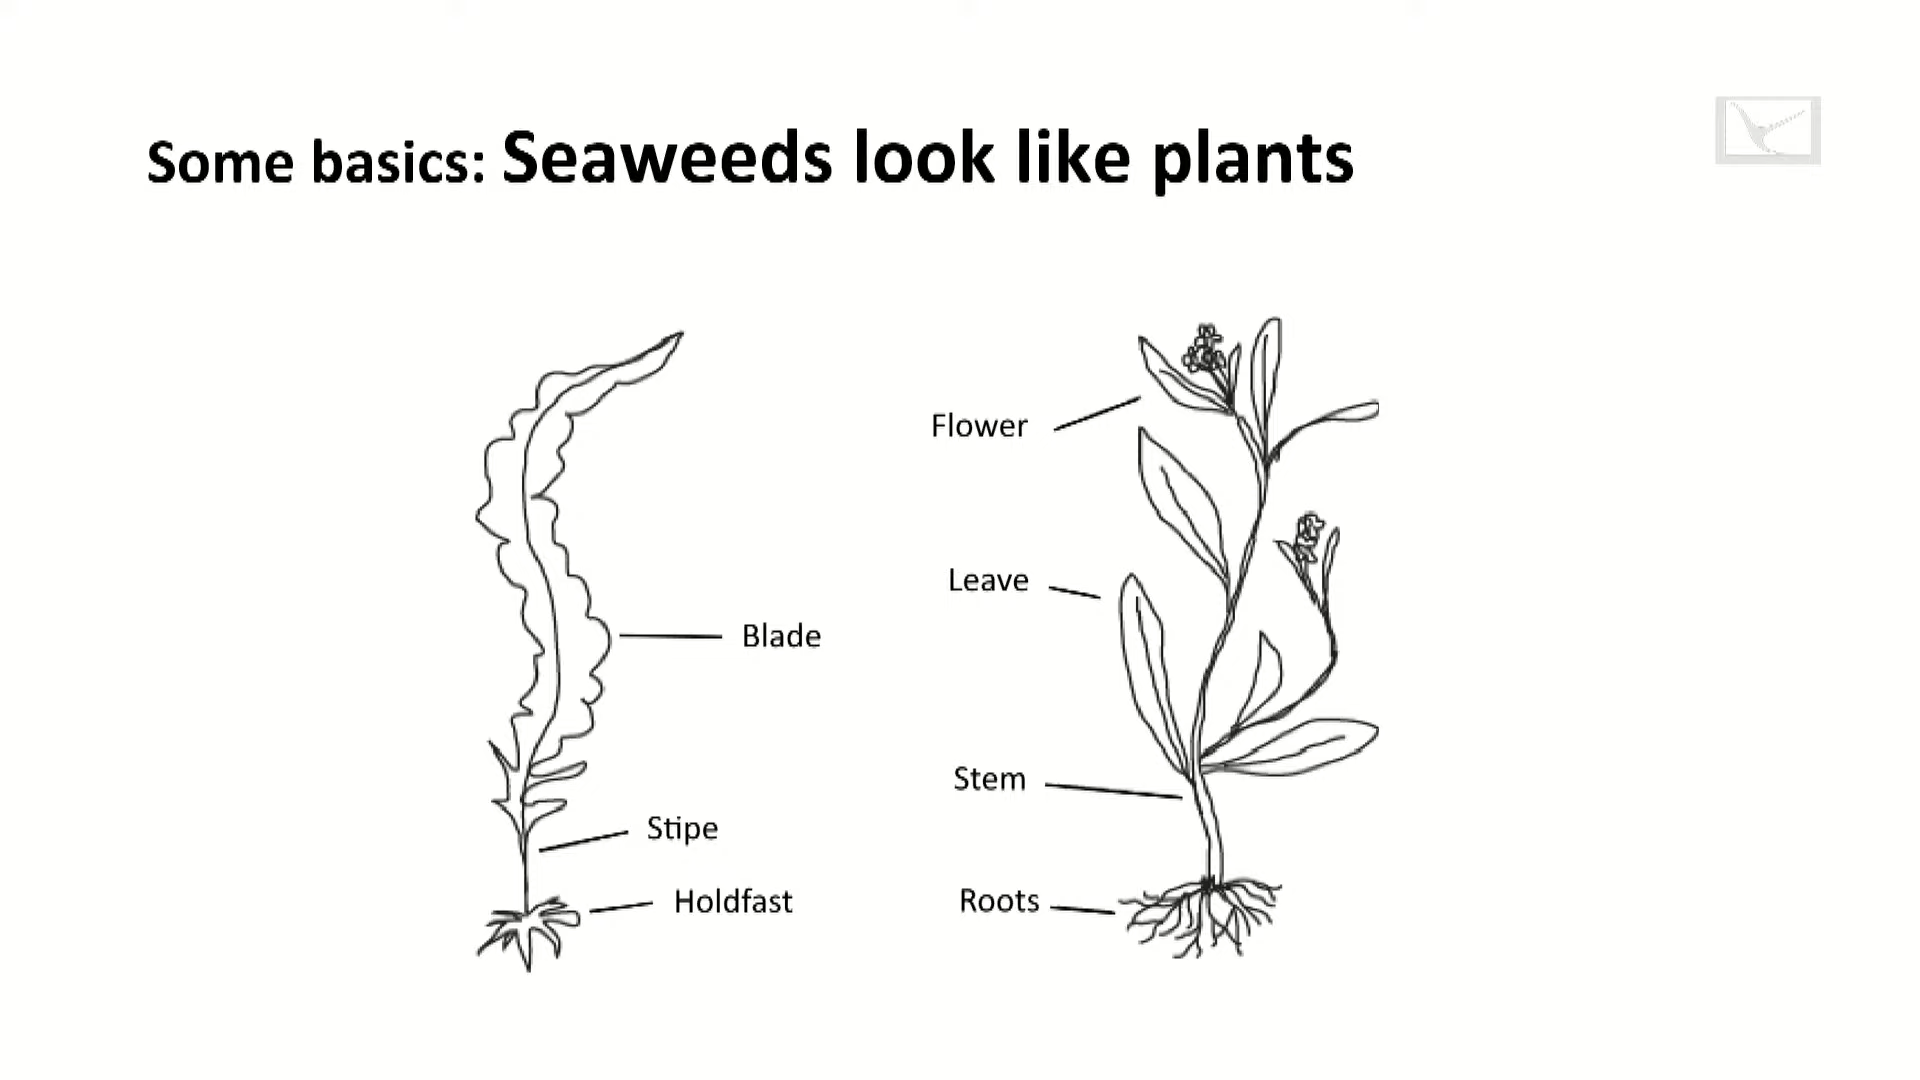 Some basics: Seaweeds look like plants
Flower
Leave
Blade
Stem
Stipe
Holdfast
Roots